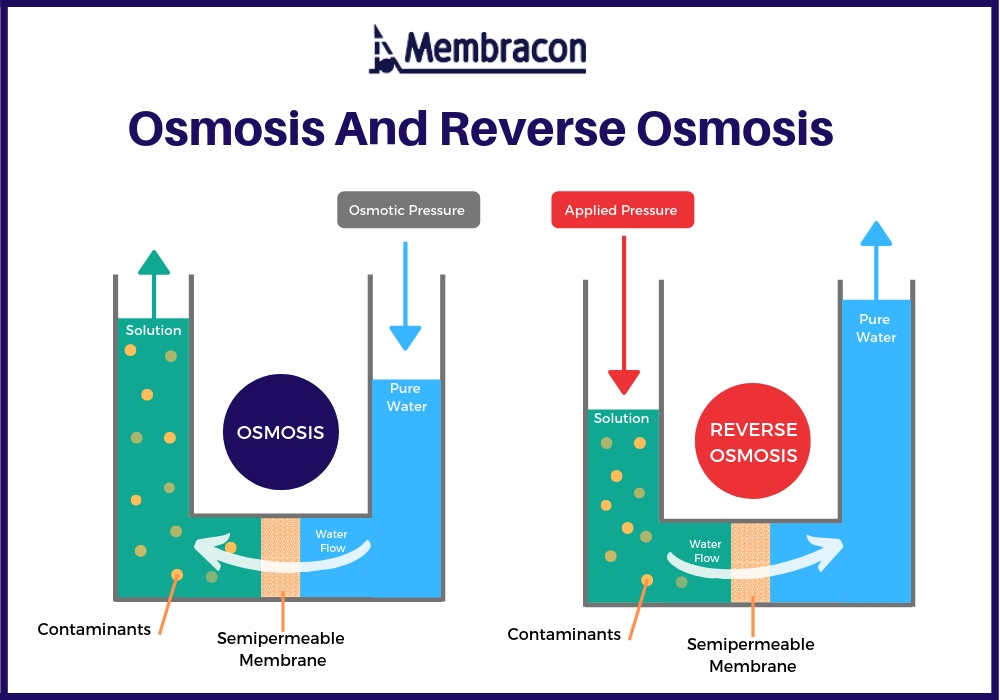 Membracon
Osmosis And Reverse Osmosis
Osmotic Pressure
Solution
Pure
Water
OSMOSIS
Water
Flow
Contaminants
Semipermeable
Membrane
Applied Pressure
Solution
Pure
Water
REVERSE
OSMOSIS
Water
Flow
Contaminants
Semipermeable
Membrane